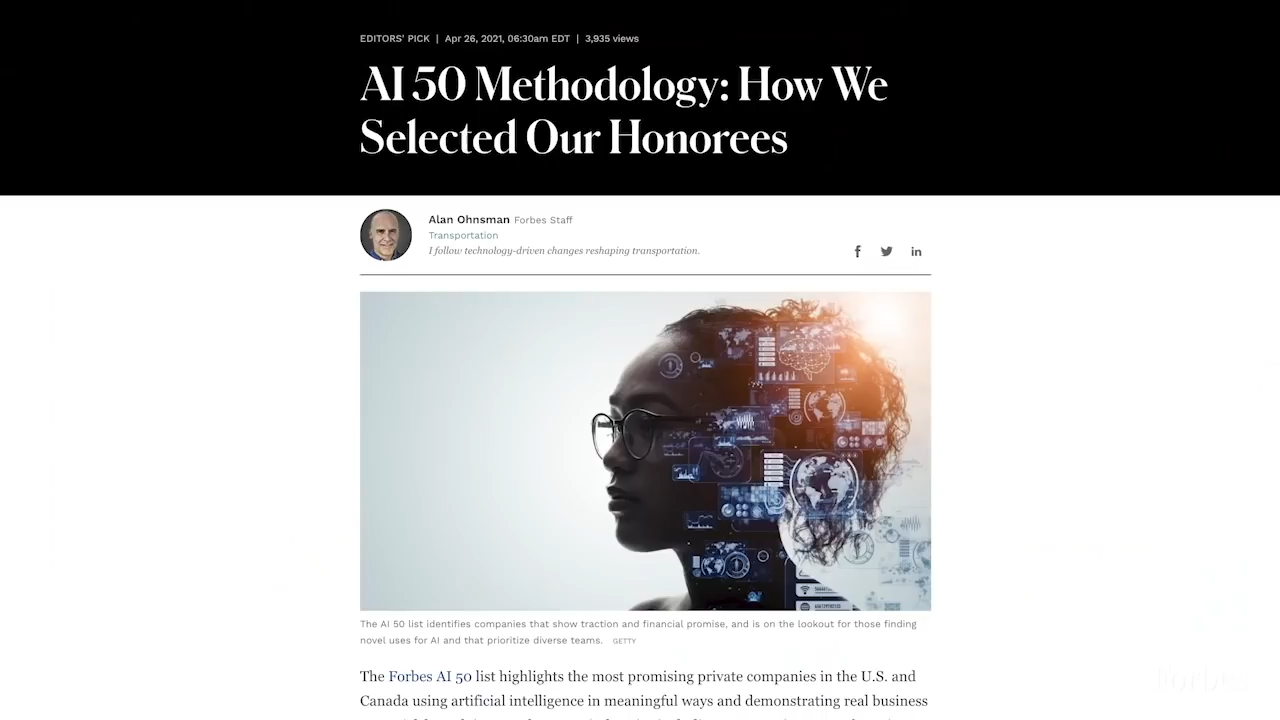 EDITORS' PICK | Apr 26, 2021, 06:30am EDT | 3,935 views
AI 50 Methodology: How We
Selected Our Honorees
Alan Ohnsman Forbes Staff
Transportation
I follow technology-driven changes reshaping transportation.
The AI 50 list identifies companies that show traction and financial promise, and is on the lookout for those finding
novel uses for AI and that prioritize diverse teams. GETTY
The Forbes AI 50 list highlights the most promising private companies in the U.S. and
Canada using artificial intelligence in meaningful ways and demonstrating real business
Forbes